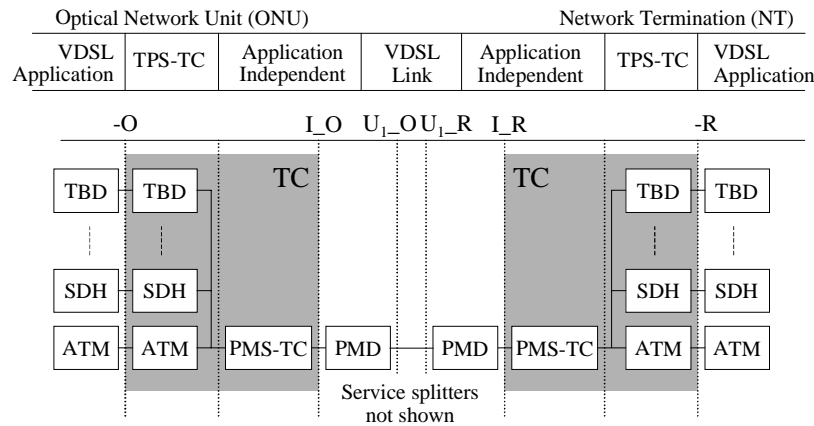 Optical Network Unit (ONU) Network Termination (NT)
VDSL Application TPS-TC Application Independent VDSL Link Application Independent TPS-TC VDSL Application
-O I_O U₁_O U₁_R I_R -R
TC TC
TBD TBD TBD TBD
SDH SDH SDH SDH
ATM ATM PMS-TC PMD PMD PMS-TC ATM ATM
Service splitters
not shown